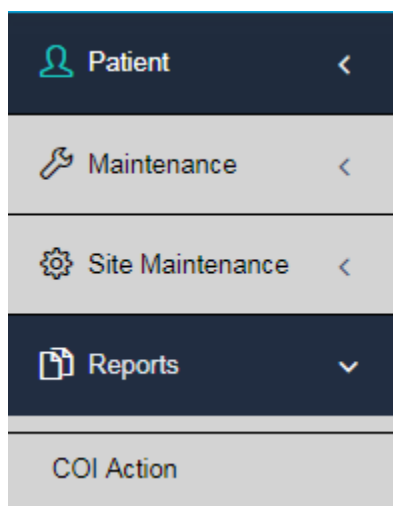 Patient
Maintenance
Site Maintenance
Reports
COI Action